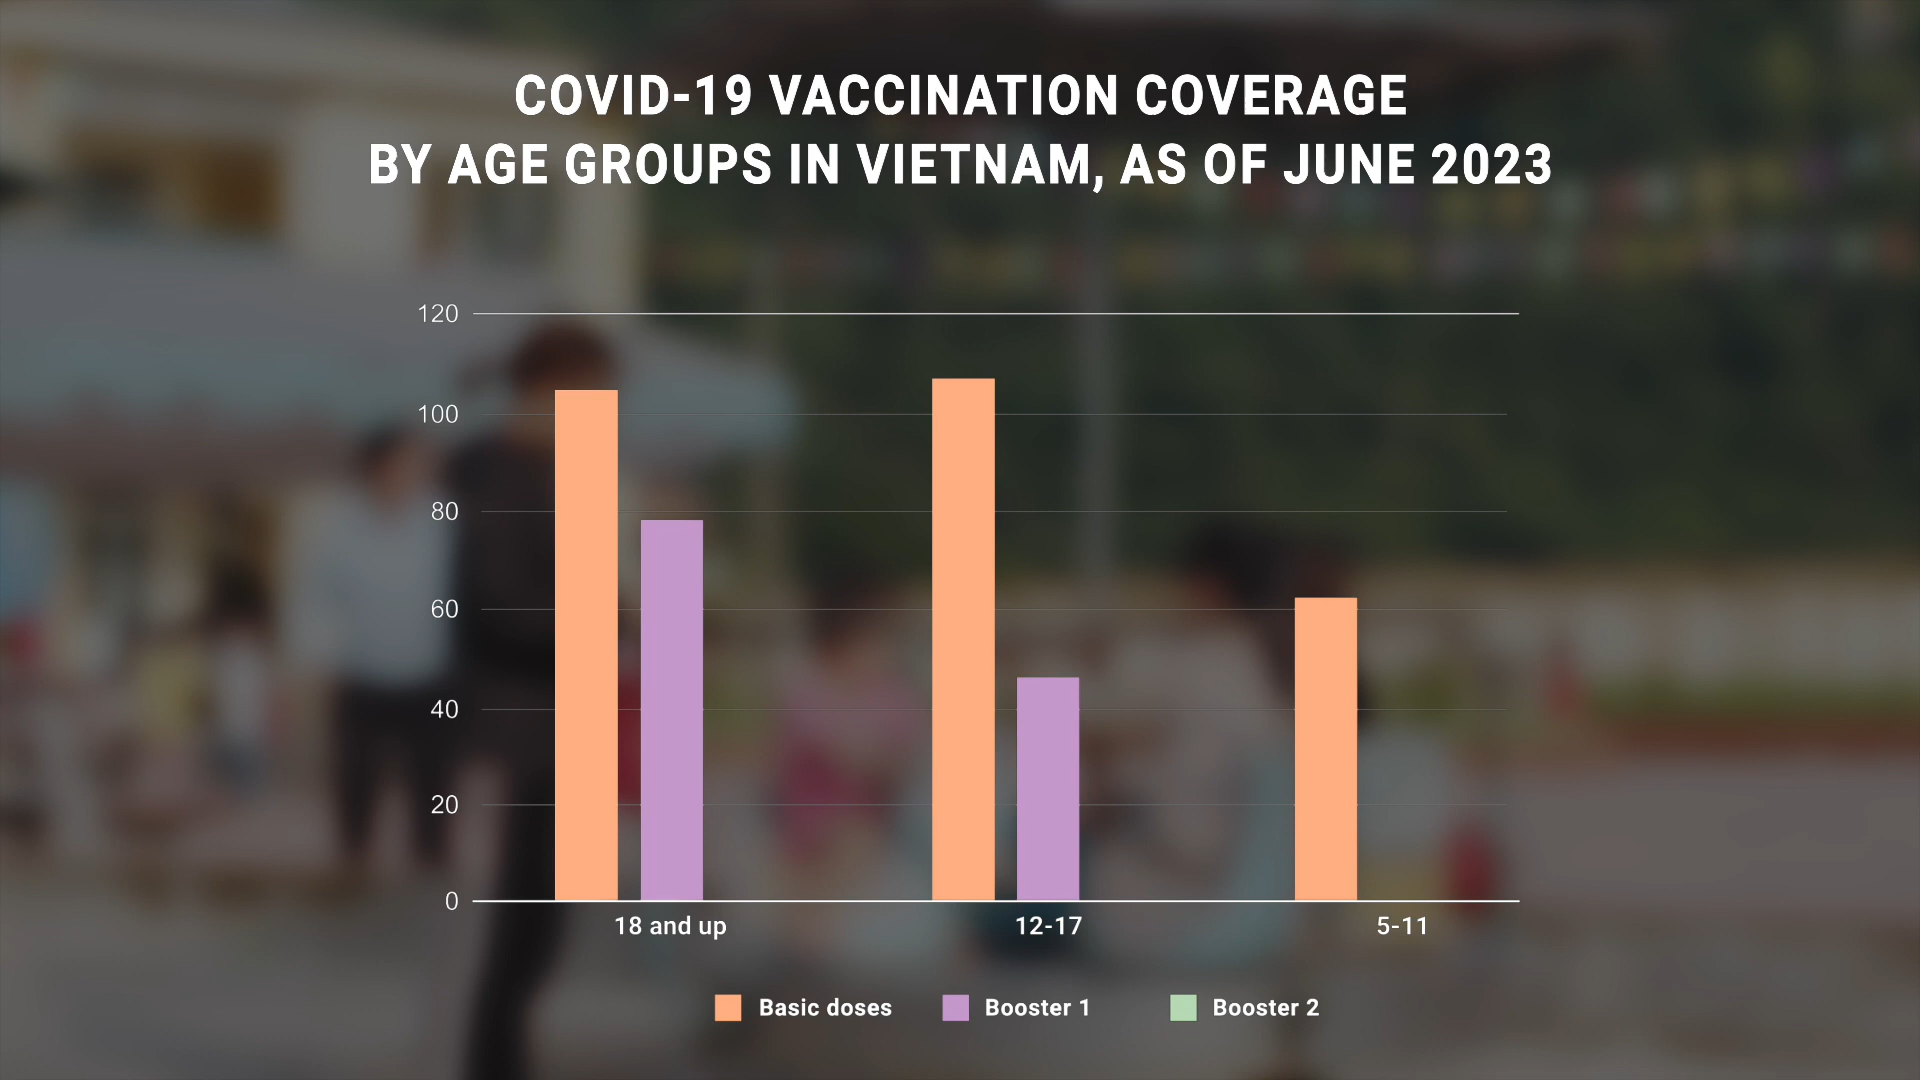 COVID-19 VACCINATION COVERAGE
BY AGE GROUPS IN VIETNAM, AS OF JUNE 2023
120
100
80
60
40
20
0
18 and up
12-17
5-11
Basic doses
Booster 1
Booster 2